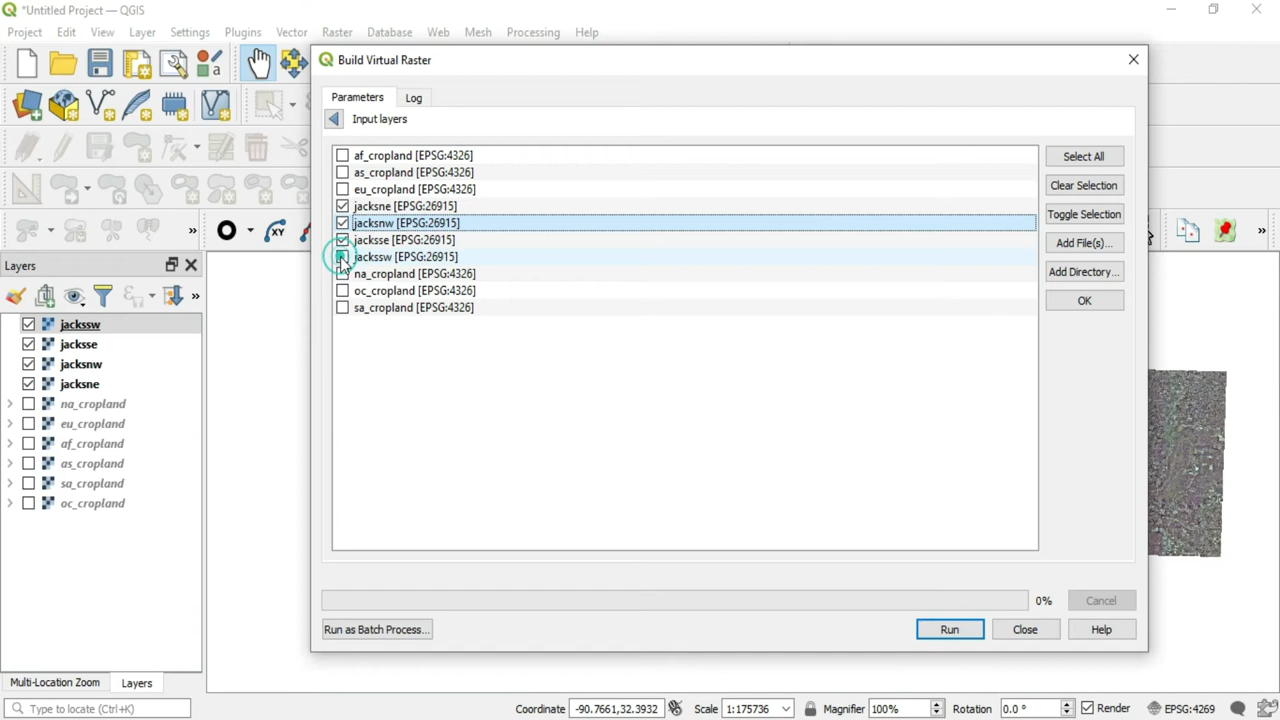 *Untitled Project — QGIS
Project Edit View Layer Settings Plugins Vector Raster Database Web Mesh Processing Help
Build Virtual Raster
Parameters Log
Input layers
af_cropland [EPSG:4326] Select All
as_cropland [EPSG:4326]
eu_cropland [EPSG:4326] Clear Selection
jacksne [EPSG:26915]
jacksnw [EPSG:26915] Toggle Selection
jacksse [EPSG:26915] Add File(s)...
jackssw [EPSG:26915]
na_cropland [EPSG:4326] Add Directory...
oc_cropland [EPSG:4326]
sa_cropland [EPSG:4326] OK
XY
Layers
jackssw
jacksse
jacksnw
jacksne
na_cropland
eu_cropland
af_cropland
as_cropland
sa_cropland
oc_cropland
0% Cancel
Run as Batch Process... Run Close Help
Multi-Location Zoom Layers
Type to locate (Ctrl+K) Coordinate -90.7661,32.3932 Scale 1:175736 Magnifier 100% Rotation 0.0 ° Render EPSG:4269